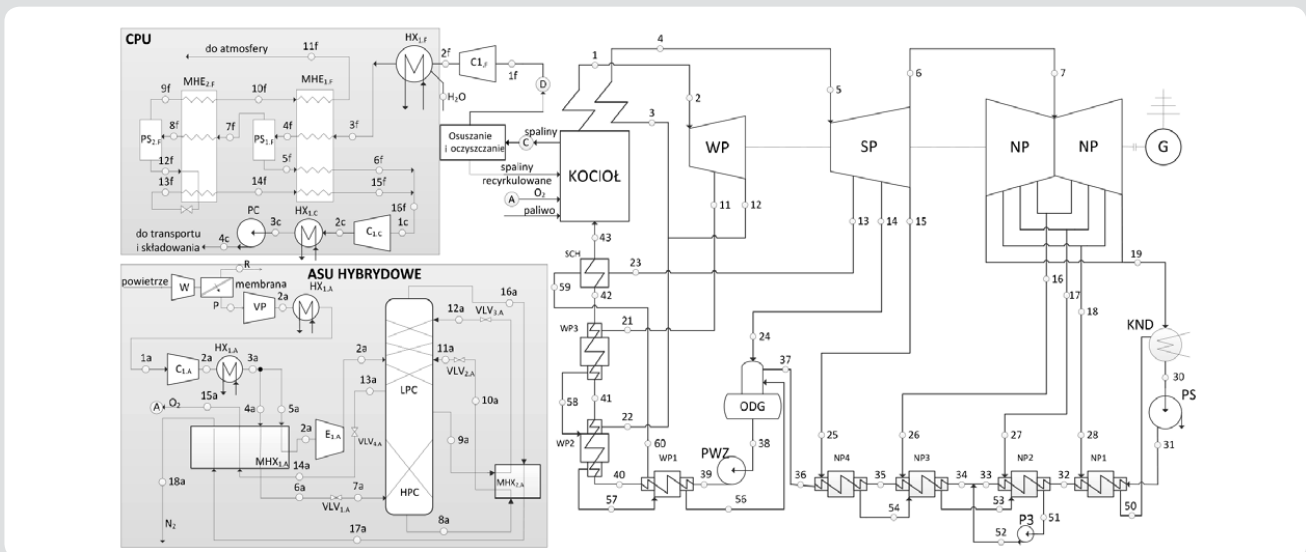 CPU
do atmosfery
11f
HX1.F
2f
C1.F
1f
D
H₂O
MHE2.F
MHE1.F
9f
10f
PS2.F
8f
7f
PS1.F
4f
3f
12f
5f
6f
13f
14f
15f
16f
PC
3c
HX1.C
2c
C1.C
1c
do transportu
i składowania
4c
Osuszanie
i oczyszczanie
spaliny
C
spaliny
recyrkulowane
A
O₂
paliwo
KOCIOŁ
1
4
3
2
5
6
7
WP
SP
NP
NP
G
11
12
13
14
15
16
17
18
19
43
SCH
23
59
42
WP3
21
58
41
WP2
22
60
40
WP1
39
PWZ
38
57
56
24
37
ODG
25
26
27
28
36
NP4
35
NP3
34
33
NP2
32
NP1
54
53
51
52
P3
50
KND
30
PS
31
ASU HYBRYDOWE
powietrze
W
R
membrana
P
VP
2a
HX1.A
1a
C1.A
2a
HX1.A
3a
A
O₂
15a
4a
5a
2a
E1.A
MHX1.A
14a
6a
7a
VLV1.A
18a
N₂
17a
8a
2a
13a
VLV4.A
LPC
HPC
12a
VLV3.A
16a
11a
VLV2.A
10a
9a
MHX2.A